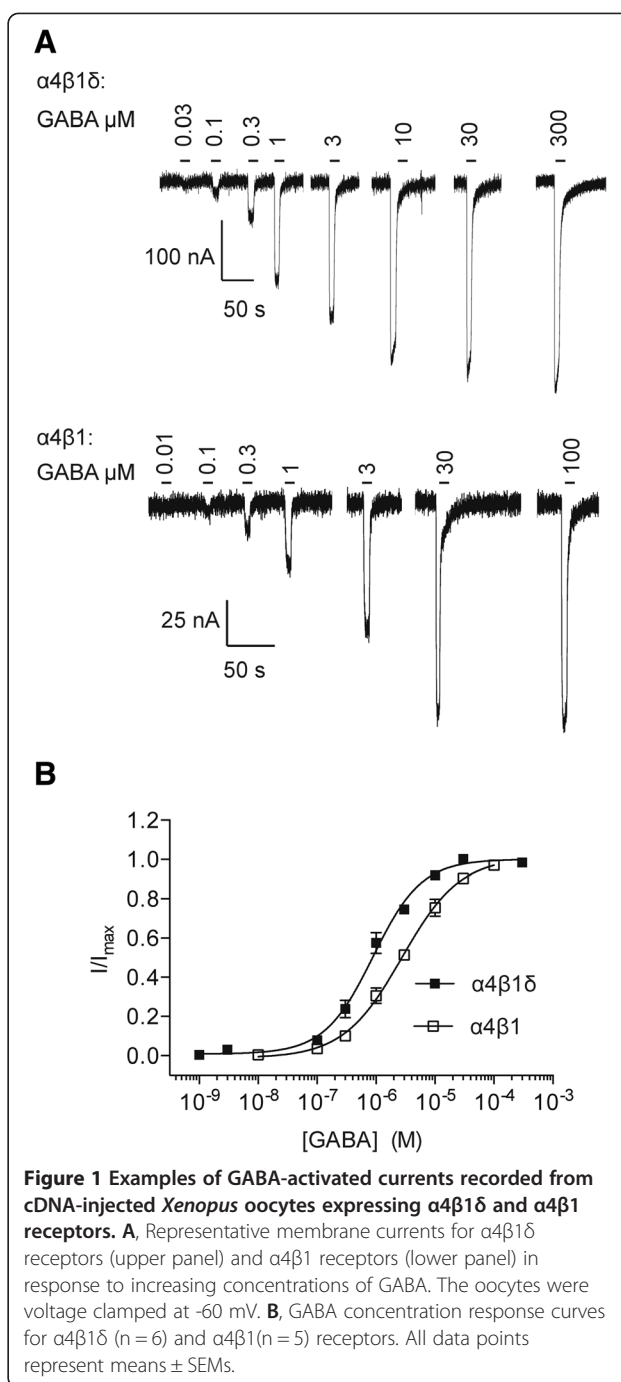 A
α4β1δ:
GABA μM
0.03
0.1
0.3
1
3
10
30
300
100 nA
50 s
α4β1:
GABA μM
0.01
0.1
0.3
1
3
30
100
25 nA
50 s
B
1.2
1.0
0.8
0.6
0.4
0.2
0.0
I/Imax
α4β1δ
α4β1
10⁻⁹ 10⁻⁸ 10⁻⁷ 10⁻⁶ 10⁻⁵ 10⁻⁴ 10⁻³
[GABA] (M)
Figure 1 Examples of GABA-activated currents recorded from
cDNA-injected Xenopus oocytes expressing α4β1δ and α4β1
receptors. A, Representative membrane currents for α4β1δ
receptors (upper panel) and α4β1 receptors (lower panel) in
response to increasing concentrations of GABA. The oocytes were
voltage clamped at -60 mV. B, GABA concentration response curves
for α4β1δ (n = 6) and α4β1(n = 5) receptors. All data points
represent means ± SEMs.